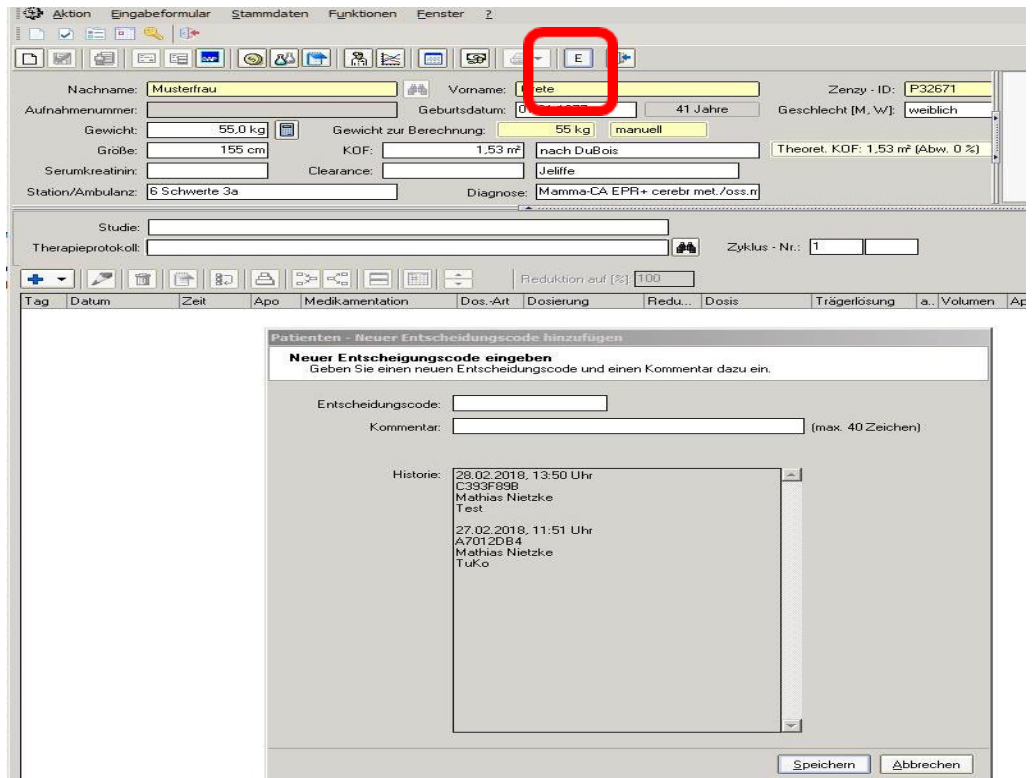 Aktion Eingabeformular Stammdaten Funktionen Fenster ?
E
Nachname: Musterfrau Vorname: Zenzy - ID: P32671
Aufnahmenummer: Geburtsdatum: 41 Jahre Geschlecht [M, W]: weiblich
Gewicht: 55,0 kg Gewicht zur Berechnung: 55 kg manuell
Größe: 155 cm KOF: 1,53 m² nach DuBois Theoret. KOF: 1,53 m² (Abw. 0 %)
Serumkreatinin: Clearance: Jeliffe
Station/Ambulanz: 6 Schwerte 3a Diagnose: Mamma-CA EPR+ cerebr met./oss.m
Studie:
Therapieprotokoll: Zyklus - Nr.: 1
Reduktion auf [%]: 100
Tag Datum Zeit Apo Medikamentation Dos.-Art Dosierung Redu... Dosis Trägerlösung a.. Volumen Ap
Patienten - Neuer Entscheidungscode hinzufügen
Neuer Entscheigungscode eingeben
Geben Sie einen neuen Entscheidungscode und einen Kommentar dazu ein.
Entscheidungscode:
Kommentar: (max. 40 Zeichen)
Historie: 28.02.2018, 13:50 Uhr
C393F89B
Mathias Nietzke
Test
27.02.2018, 11:51 Uhr
A7012DB4
Mathias Nietzke
TuKo
Speichern Abbrechen